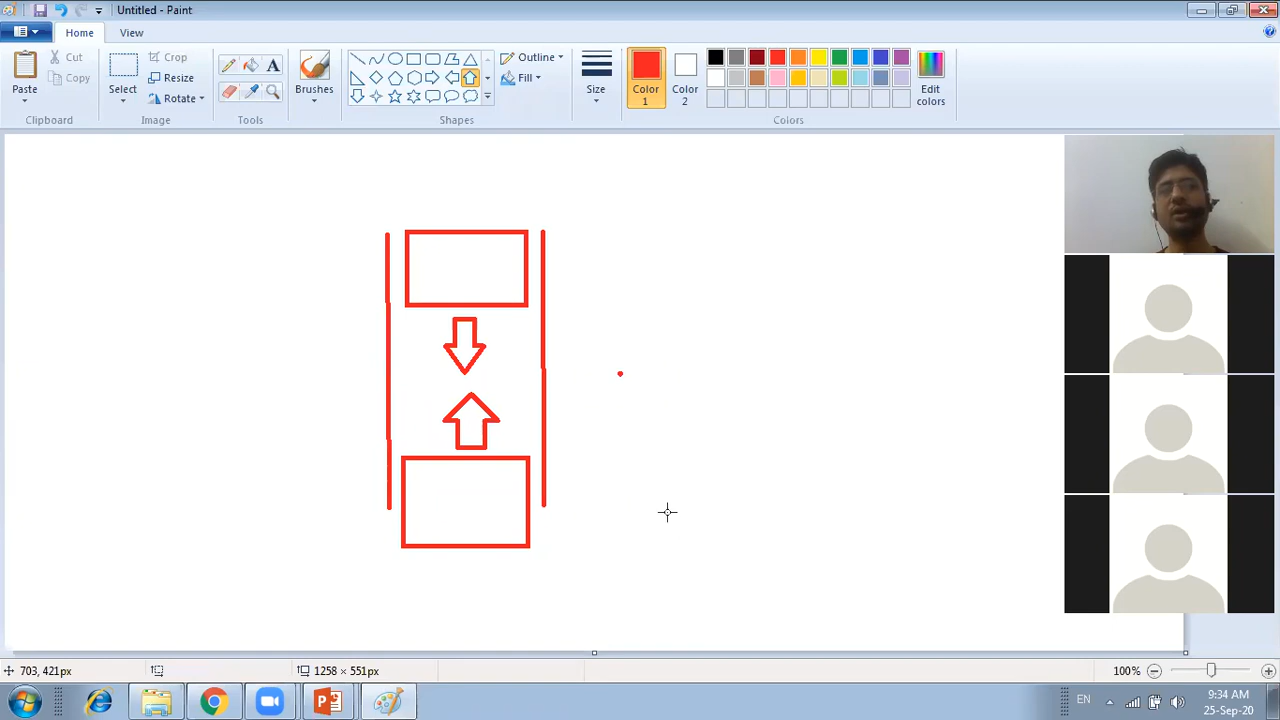 Untitled - Paint
Home
View
Paste
Cut
Copy
Clipboard
Select
Crop
Resize
Rotate
Image
A
Tools
Brushes
Outline
Fill
Shapes
Size
Color 1
Color 2
Edit colors
Colors
703, 421px
1258 × 551px
100%
EN
9:34 AM
25-Sep-20